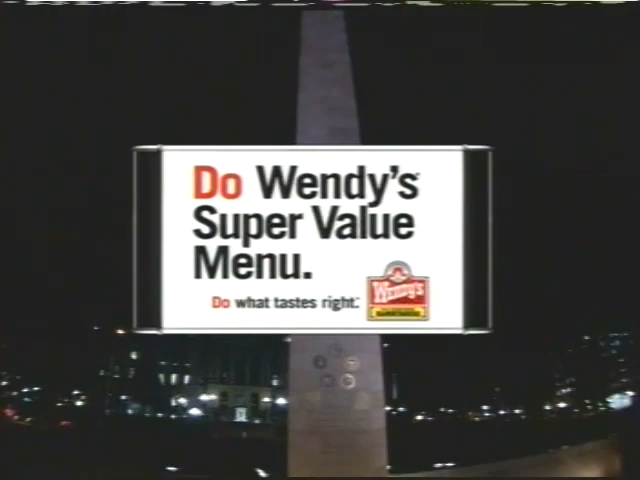 Do Wendy's
Super Value
Menu.
Do what tastes right.
Wendy's